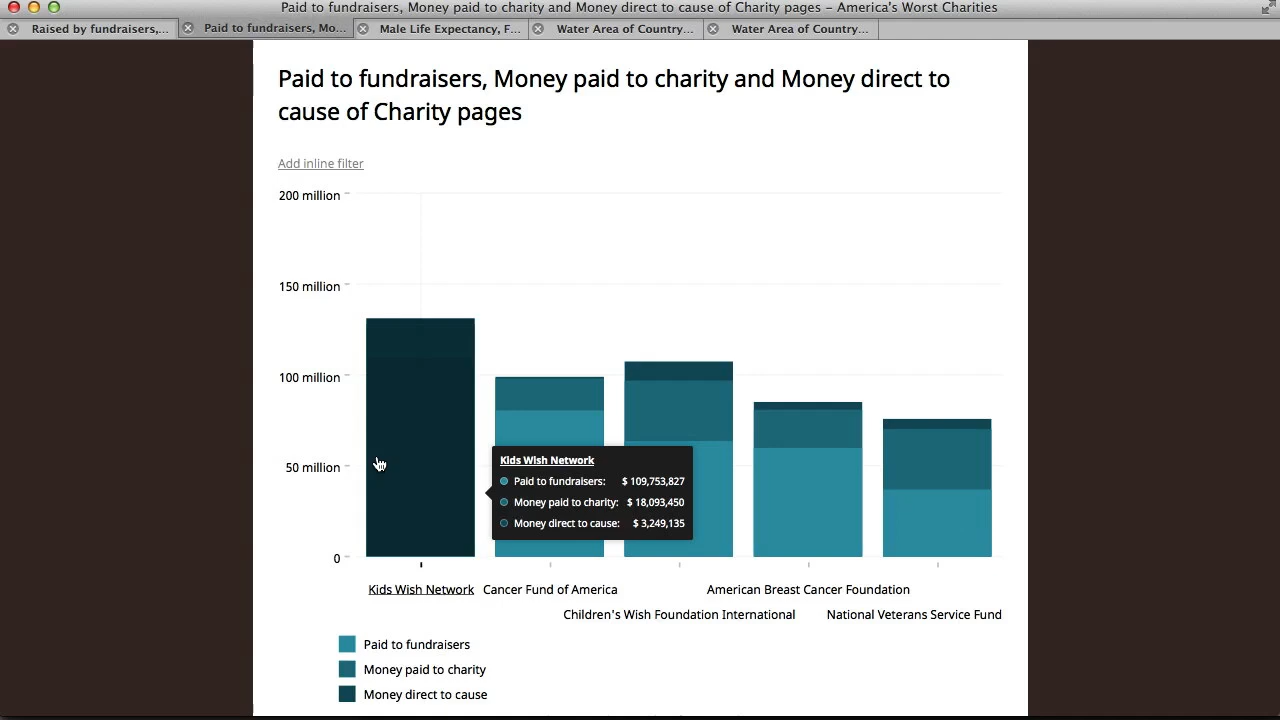 Paid to fundraisers, Money paid to charity and Money direct to cause of Charity pages – America's Worst Charities
Raised by fundraisers,...
Paid to fundraisers, Mo...
Male Life Expectancy, F...
Water Area of Country...
Water Area of Country...
Paid to fundraisers, Money paid to charity and Money direct to
cause of Charity pages
Add inline filter
200 million
150 million
100 million
50 million
0
Kids Wish Network
Paid to fundraisers: $ 109,753,827
Money paid to charity: $ 18,093,450
Money direct to cause: $ 3,249,135
Kids Wish Network
Cancer Fund of America
American Breast Cancer Foundation
Children's Wish Foundation International
National Veterans Service Fund
Paid to fundraisers
Money paid to charity
Money direct to cause